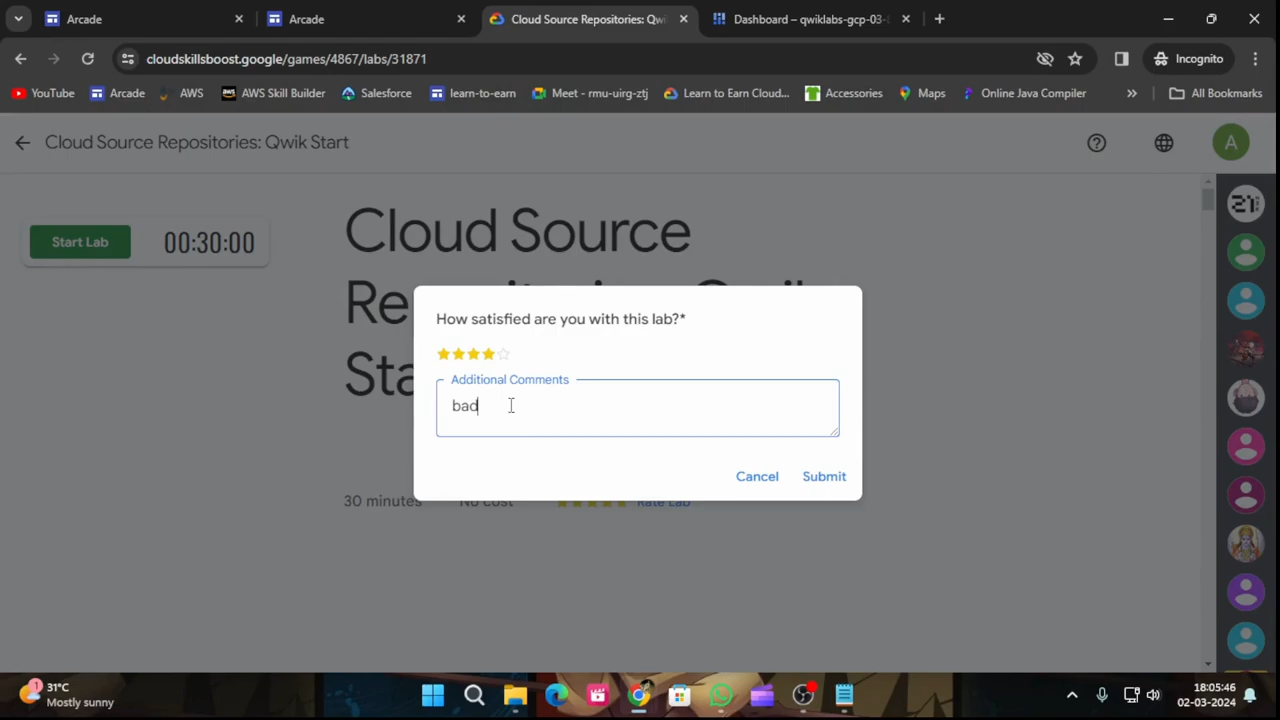 Arcade
Arcade
Cloud Source Repositories: Qwi
Dashboard – qwiklabs-gcp-03-
cloudskillsboost.google/games/4867/labs/31871
Incognito
YouTube
Arcade
AWS
AWS Skill Builder
Salesforce
learn-to-earn
Meet - rmu-uirg-ztj
Learn to Earn Cloud...
Accessories
Maps
Online Java Compiler
»
All Bookmarks
Cloud Source Repositories: Qwik Start
A
Start Lab
00:30:00
Cloud Source
How satisfied are you with this lab?*
Additional Comments
bad
Cancel
Submit
30 minutes
No cost
Rate Lab
21
1
31°C
Mostly sunny
18:05:46
02-03-2024